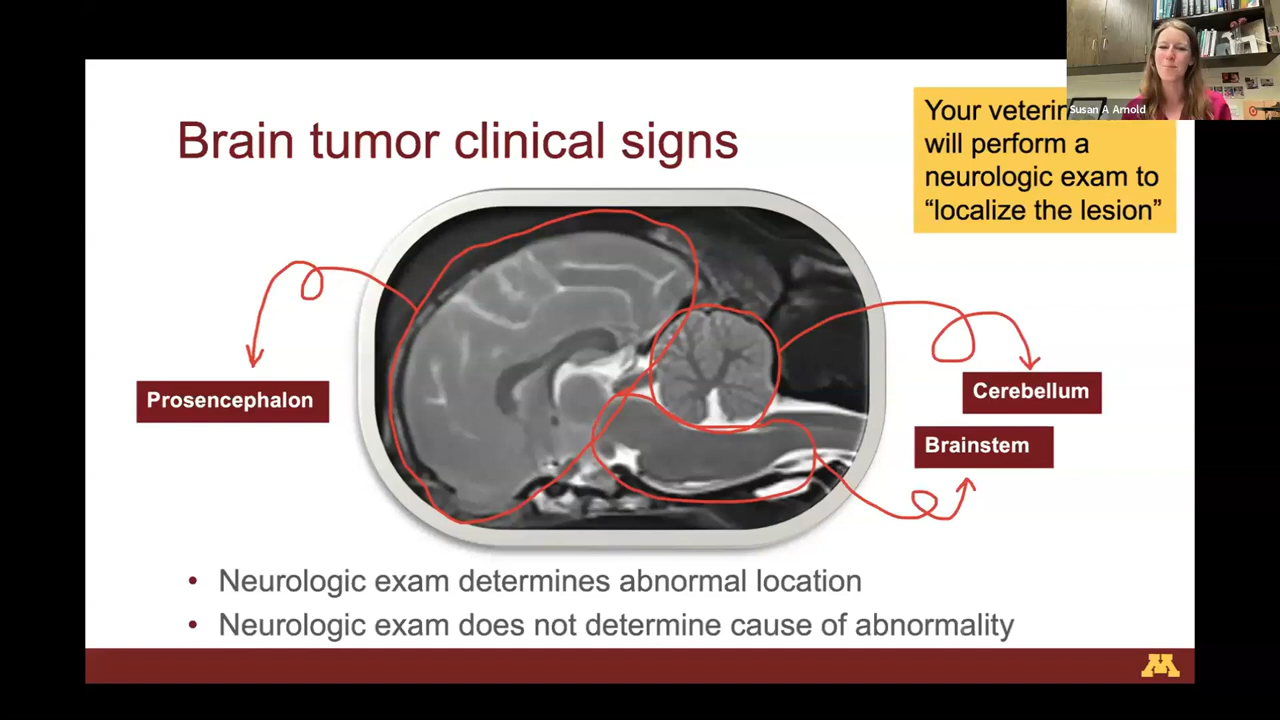 Susan A Arnold
Brain tumor clinical signs
Your
will perform a
neurologic exam to
“localize the lesion”
Prosencephalon
Cerebellum
Brainstem
• Neurologic exam determines abnormal location
• Neurologic exam does not determine cause of abnormality
M